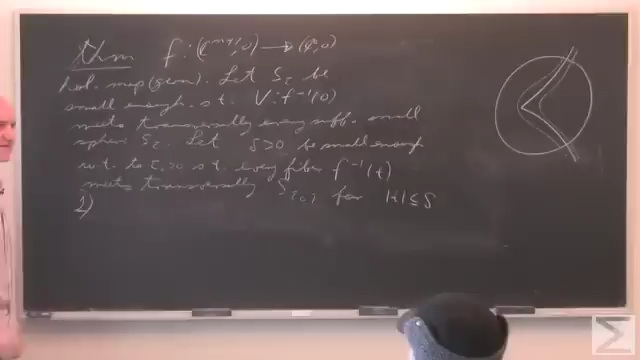 Thm f: (ℂⁿ⁺¹, 0) → (ℂ, 0)
hol. map (germ). Let S_ε be
small enough s.t. V: f⁻¹(0)
meets transversally every suff. small
sphere S_ε. Let δ > 0 be small enough
w.r. to ε > 0 s.t. every fiber f⁻¹(t)
meets transversally S_ε for |t| ≤ δ
1)
Σ